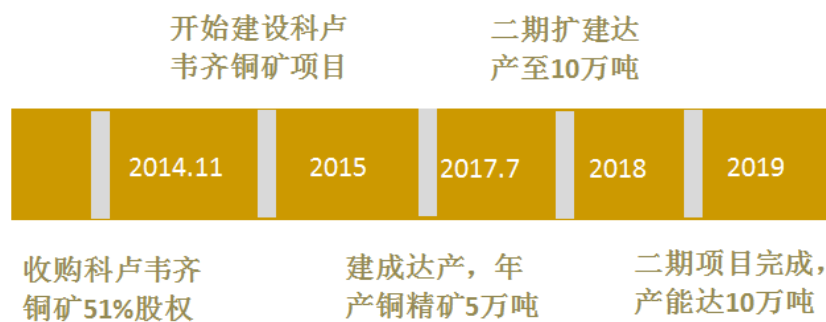 开始建设科卢
韦齐铜矿项目
二期扩建达
产至10万吨
2014.11
2015
2017.7
2018
2019
收购科卢韦齐
铜矿51%股权
建成达产，年
产铜精矿5万吨
二期项目完成，
产能达10万吨